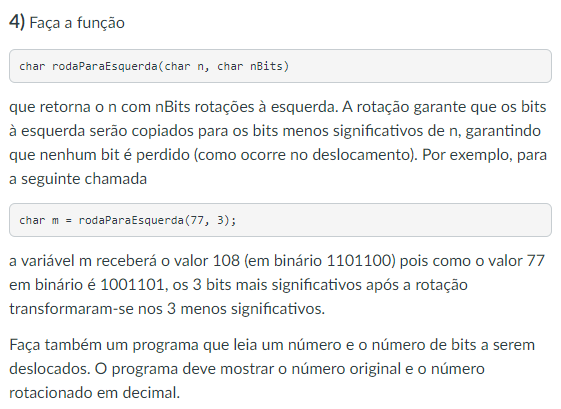 4) Faça a função
char rodaParaEsquerda(char n, char nBits)
que retorna o n com nBits rotações à esquerda. A rotação garante que os bits
à esquerda serão copiados para os bits menos significativos de n, garantindo
que nenhum bit é perdido (como ocorre no deslocamento). Por exemplo, para
a seguinte chamada
char m = rodaParaEsquerda(77, 3);
a variável m receberá o valor 108 (em binário 1101100) pois como o valor 77
em binário é 1001101, os 3 bits mais significativos após a rotação
transformaram-se nos 3 menos significativos.
Faça também um programa que leia um número e o número de bits a serem
deslocados. O programa deve mostrar o número original e o número
rotacionado em decimal.